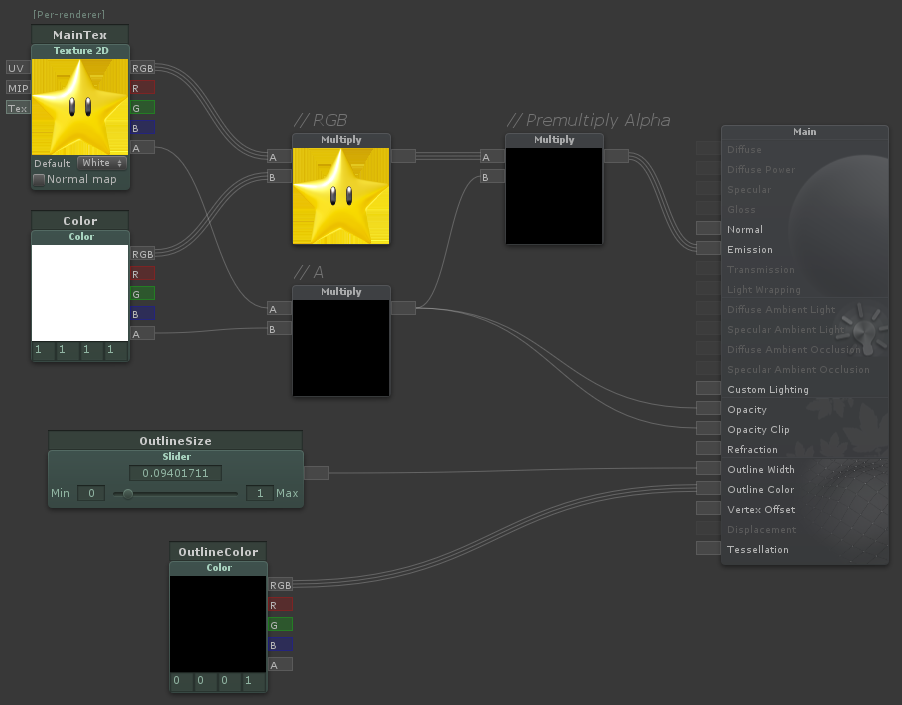 [Per-renderer]
MainTex
Texture 2D
UV
MIP
Tex
RGB
R
G
B
A
Default White
Normal map
Color
Color
RGB
R
G
B
A
1 1 1 1
// RGB
Multiply
A
B
// A
Multiply
A
B
// Premultiply Alpha
Multiply
A
B
OutlineSize
Slider
0.09401711
Min 0 1 Max
OutlineColor
Color
RGB
R
G
B
A
0 0 0 1
Main
Diffuse
Diffuse Power
Specular
Gloss
Normal
Emission
Transmission
Light Wrapping
Diffuse Ambient Light
Specular Ambient Light
Diffuse Ambient Occlusion
Specular Ambient Occlusion
Custom Lighting
Opacity
Opacity Clip
Refraction
Outline Width
Outline Color
Vertex Offset
Displacement
Tessellation